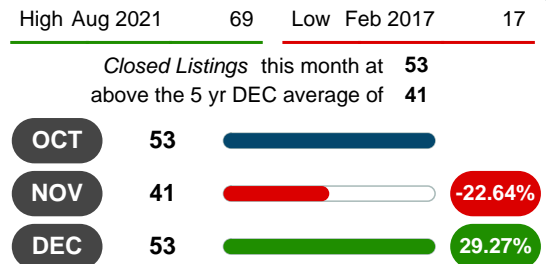 High Aug 2021 69 Low Feb 2017 17
Closed Listings this month at 53
above the 5 yr DEC average of 41
OCT 53
NOV 41 -22.64%
DEC 53 29.27%